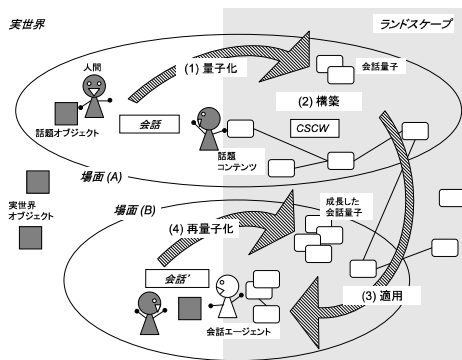 実世界
ランドスケープ
人間
(1) 量子化
会話量子
(2) 構築
話題オブジェクト
会話
CSCW
話題
コンテンツ
場面 (A)
実世界
オブジェクト
場面 (B)
成長した
会話量子
(4) 再量子化
会話’
(3) 適用
会話エージェント